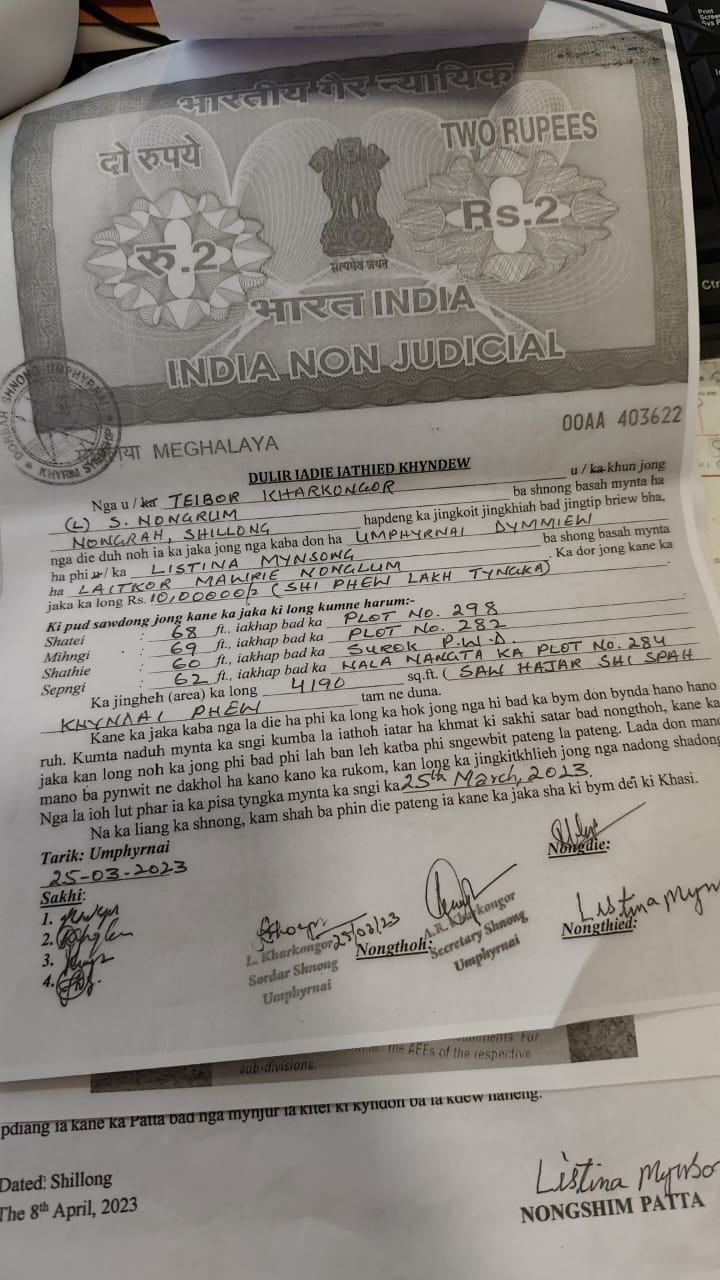 भारतीय गैर न्यायिक
दो रुपये
TWO RUPEES
रु.2
Rs.2
सत्यमेव जयते
भारत INDIA
INDIA NON JUDICIAL
DORBAR SHNONG UMPHYRNAI
KHYRIM SYIEMSHIP
MEGHALAYA
00AA 403622
DULIR IADIE IATHIED KHYNDEW
Nga u / ka TEIBOR KHARKONGOR u / ka khun jong
(L) S. NONGRUM ba shnong basah mynta ha
NONGRAH, SHILLONG hapdeng ka jingkoit jingkhiah bad jingtip briew bha,
nga die duh noh ia ka jaka jong nga kaba don ha UMPHYRNAI DYMMIEW
ha phi u/ ka LISTINA MYNSONG ba shong basah mynta
ha LAITKOR MAWRIE NONGLUM . Ka dor jong kane ka
jaka ka long Rs. 10,00000/= (SHI PHEW LAKH TYNGKA) .
Ki pud sawdong jong kane ka jaka ki long kumne harum:-
Shatei : 68 ft., iakhap bad ka PLOT NO. 298
Mihngi : 69 ft., iakhap bad ka PLOT NO. 282
Shathie : 60 ft., iakhap bad ka SUROK P.W.D.
Sepngi : 62 ft., iakhap bad ka NALA NANGTA KA PLOT NO. 284
Ka jingheh (area) ka long 4190 sq.ft. ( SAW HAJAR SHI SPAH
KHYNDAI PHEW tam ne duna.
Kane ka jaka kaba nga la die ha phi ka long ka hok jong nga hi bad ka bym don bynda hano hano
ruh. Kumta naduh mynta ka sngi kumba la iathoh iatar ha khmat ki sakhi satar bad nongthoh, kane ka
jaka kan long noh ka jong phi bad phi lah ban leh katba phi sngewbit pateng la pateng. Lada don mano
mano ba pynwit ne dakhol ha kano kano ka rukom, kan long ka jingkitkhlieh jong nga nadong shadong
Nga la ioh lut phar ia ka pisa tyngka mynta ka sngi ka 25th March, 2023.
Na ka liang ka shnong, kam shah ba phin die pateng ia kane ka jaka sha ki bym dei ki Khasi.
Tarik: Umphyrnai
25-03-2023
Nongdie:
Sakhi:
1.
2.
3.
4.
25/03/23
L. Kharkongor
Sordar Shnong
Umphyrnai
Nongthoh:
A.R. Kharkongor
Secretary Shnong
Umphyrnai
Listina Myn
Nongthied:
the AEEs of the respective
sub-divisions.
pdiang ia kane ka Patta bad nga mynjur ia kitei ki kyndon ba la kdew haneng.
Dated: Shillong
The 8th April, 2023
Listina Mynso
NONGSHIM PATTA